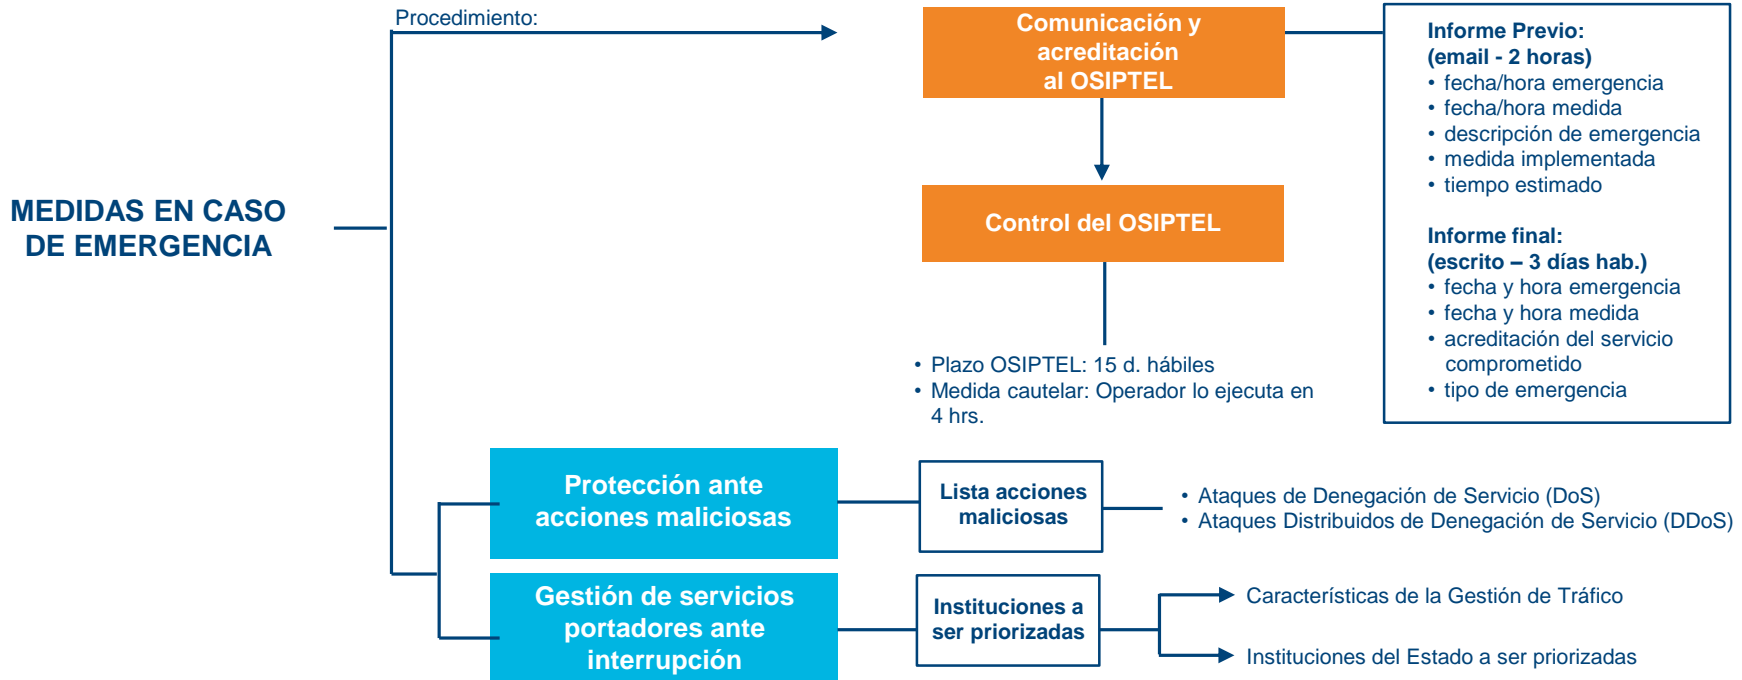 Procedimiento:
Comunicación y
acreditación
al OSIPTEL
Informe Previo:
(email - 2 horas)
• fecha/hora emergencia
• fecha/hora medida
• descripción de emergencia
• medida implementada
• tiempo estimado
Informe final:
(escrito – 3 días hab.)
• fecha y hora emergencia
• fecha y hora medida
• acreditación del servicio
comprometido
• tipo de emergencia
MEDIDAS EN CASO
DE EMERGENCIA
Control del OSIPTEL
• Plazo OSIPTEL: 15 d. hábiles
• Medida cautelar: Operador lo ejecuta en
4 hrs.
Protección ante
acciones maliciosas
Lista acciones
maliciosas
• Ataques de Denegación de Servicio (DoS)
• Ataques Distribuidos de Denegación de Servicio (DDoS)
Gestión de servicios
portadores ante
interrupción
Instituciones a
ser priorizadas
Características de la Gestión de Tráfico
Instituciones del Estado a ser priorizadas